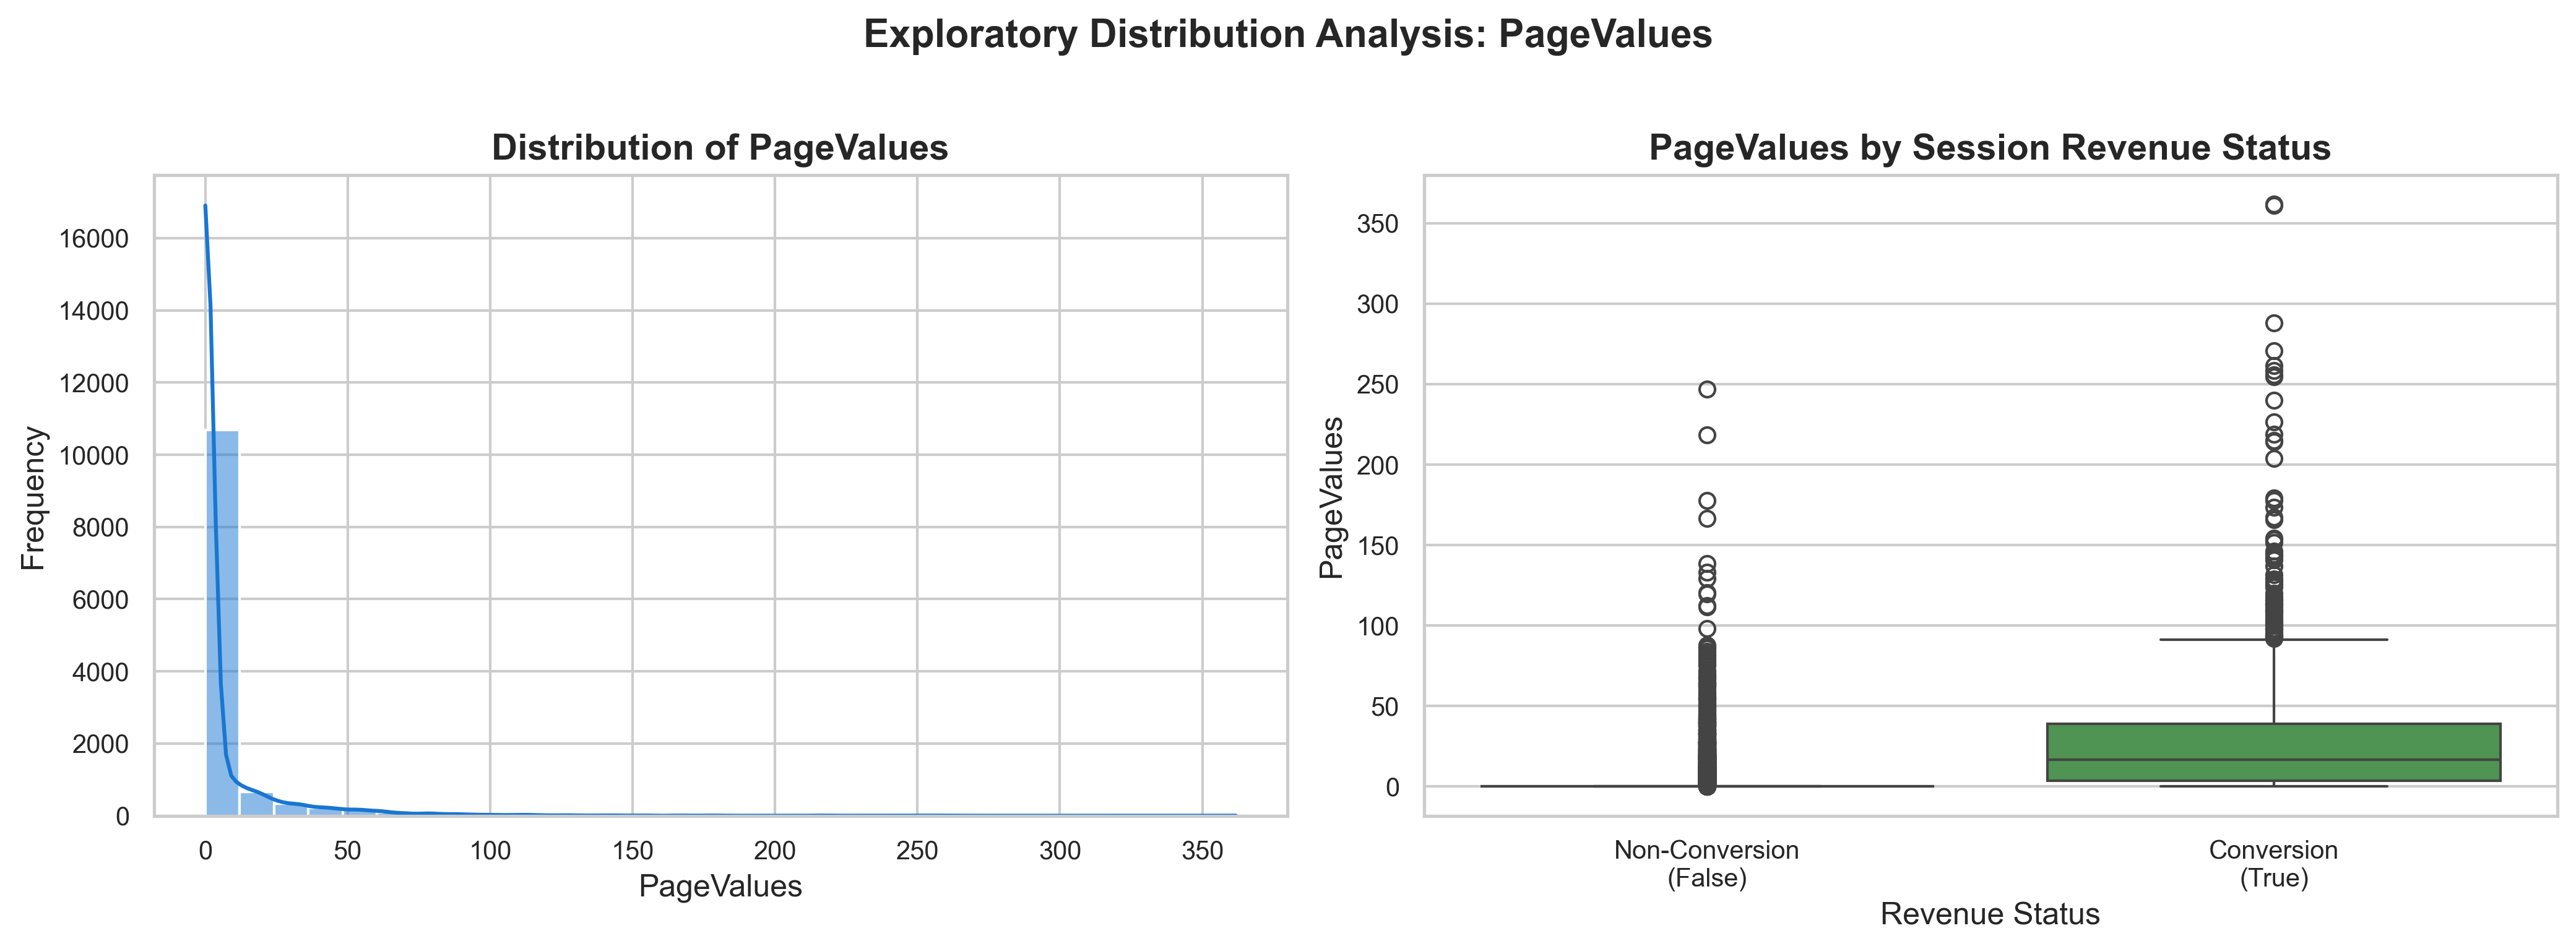 Exploratory Distribution Analysis: PageValues
Distribution of PageValues
Frequency
16000
14000
12000
10000
8000
6000
4000
2000
0
0 50 100 150 200 250 300 350
PageValues
PageValues by Session Revenue Status
PageValues
350
300
250
200
150
100
50
0
Non-Conversion
(False)
Conversion
(True)
Revenue Status